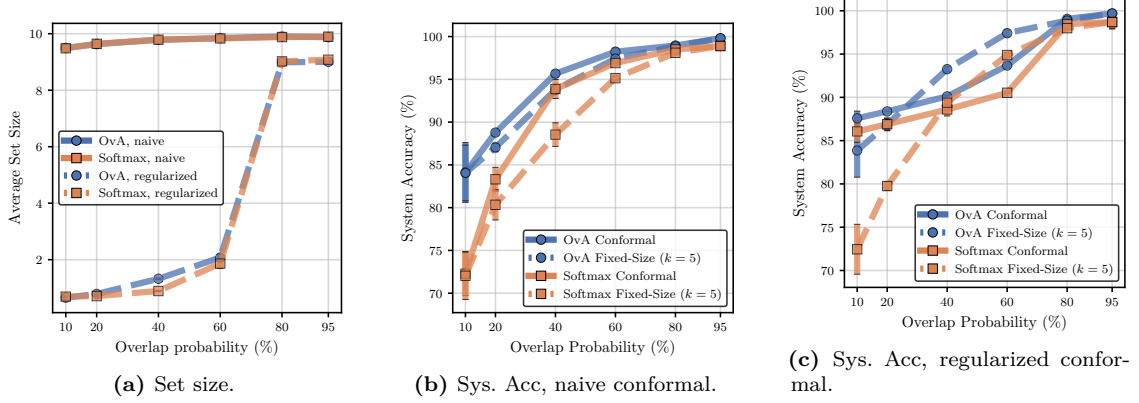 10
8
6
4
2
Average Set Size
OvA, naive
Softmax, naive
OvA, regularized
Softmax, regularized
10 20 40 60 80 95
Overlap probability (%)
(a) Set size.
100
95
90
85
80
75
70
System Accuracy (%)
OvA Conformal
OvA Fixed-Size (k = 5)
Softmax Conformal
Softmax Fixed-Size (k = 5)
10 20 40 60 80 95
Overlap Probability (%)
(b) Sys. Acc, naive conformal.
100
95
90
85
80
75
70
System Accuracy (%)
OvA Conformal
OvA Fixed-Size (k = 5)
Softmax Conformal
Softmax Fixed-Size (k = 5)
10 20 40 60 80 95
Overlap Probability (%)
(c) Sys. Acc, regularized confor-
mal.